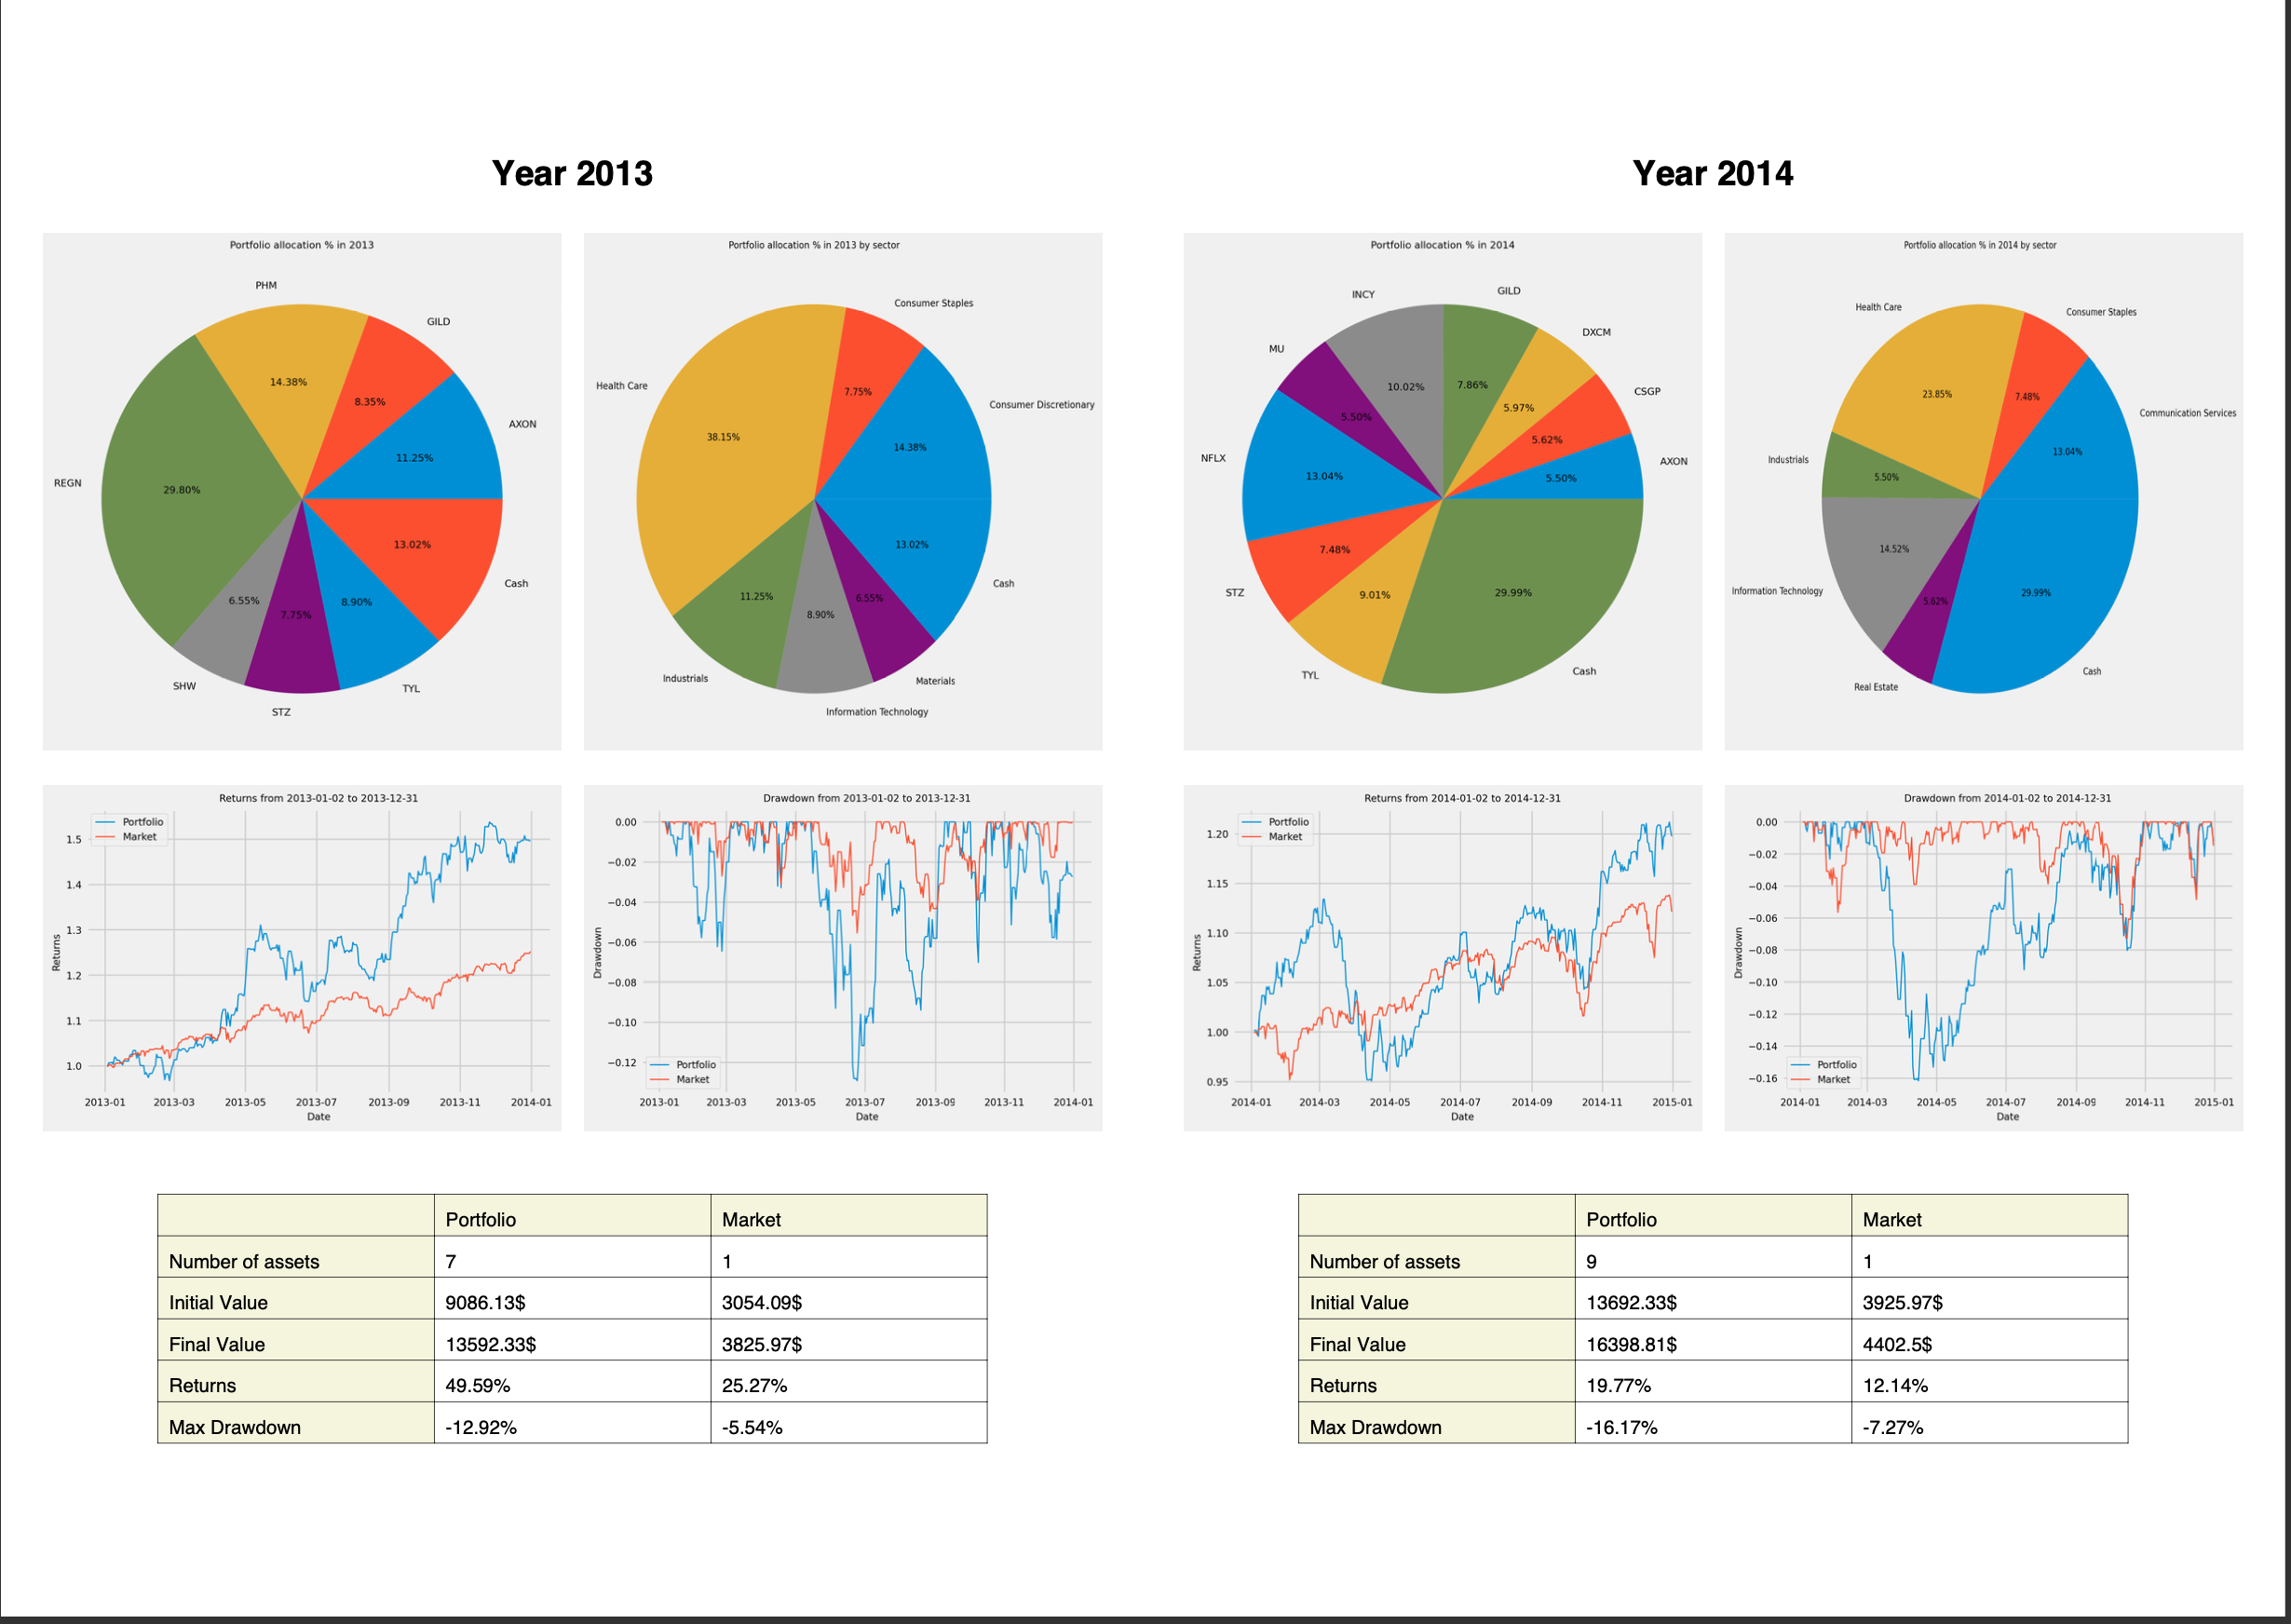 Year 2013
Portfolio allocation % in 2013
PHM
GILD
AXON
REGN
SHW
STZ
TYL
Cash
14.38%
8.35%
11.25%
29.80%
13.02%
6.55%
7.75%
8.90%
Portfolio allocation % in 2013 by sector
Consumer Staples
Consumer Discretionary
Health Care
Industrials
Information Technology
Materials
Cash
7.75%
14.38%
38.15%
13.02%
11.25%
8.90%
6.55%
Returns from 2013-01-02 to 2013-12-31
Portfolio
Market
Returns
1.5
1.4
1.3
1.2
1.1
1.0
2013-01 2013-03 2013-05 2013-07 2013-09 2013-11 2014-01
Date
Drawdown from 2013-01-02 to 2013-12-31
Drawdown
0.00
−0.02
−0.04
−0.06
−0.08
−0.10
−0.12
Portfolio
Market
2013-01 2013-03 2013-05 2013-07 2013-09 2013-11 2014-01
Date
Portfolio Market
Number of assets 7 1
Initial Value 9086.13$ 3054.09$
Final Value 13592.33$ 3825.97$
Returns 49.59% 25.27%
Max Drawdown -12.92% -5.54%
Year 2014
Portfolio allocation % in 2014
INCY
GILD
DXCM
CSGP
AXON
MU
NFLX
STZ
TYL
Cash
10.02%
7.86%
5.97%
5.62%
5.50%
5.50%
13.04%
7.48%
9.01%
29.99%
Portfolio allocation % in 2014 by sector
Health Care
Consumer Staples
Communication Services
Industrials
Information Technology
Real Estate
Cash
23.85%
7.48%
13.04%
5.50%
14.52%
5.62%
29.99%
Returns from 2014-01-02 to 2014-12-31
Portfolio
Market
Returns
1.20
1.15
1.10
1.05
1.00
0.95
2014-01 2014-03 2014-05 2014-07 2014-09 2014-11 2015-01
Date
Drawdown from 2014-01-02 to 2014-12-31
Drawdown
0.00
−0.02
−0.04
−0.06
−0.08
−0.10
−0.12
−0.14
−0.16
Portfolio
Market
2014-01 2014-03 2014-05 2014-07 2014-09 2014-11 2015-01
Date
Portfolio Market
Number of assets 9 1
Initial Value 13692.33$ 3925.97$
Final Value 16398.81$ 4402.5$
Returns 19.77% 12.14%
Max Drawdown -16.17% -7.27%